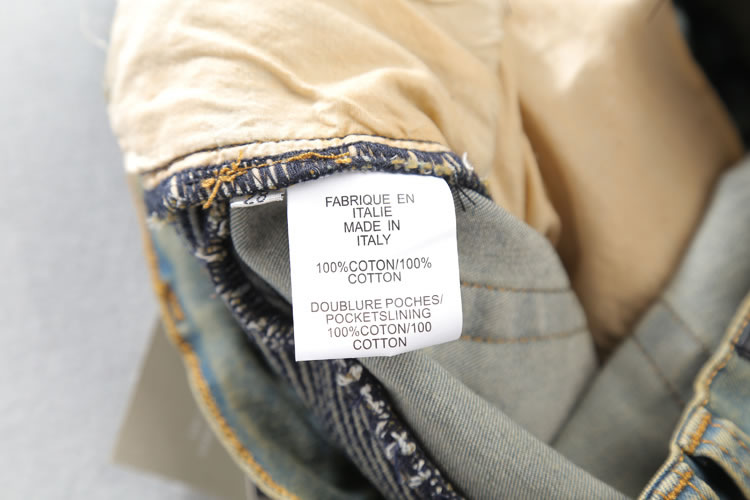 FABRIQUE EN
ITALIE
MADE IN
ITALY
100%COTON/100%
COTTON
DOUBLURE POCHES/
POCKETSLINING
100%COTON/100
COTTON